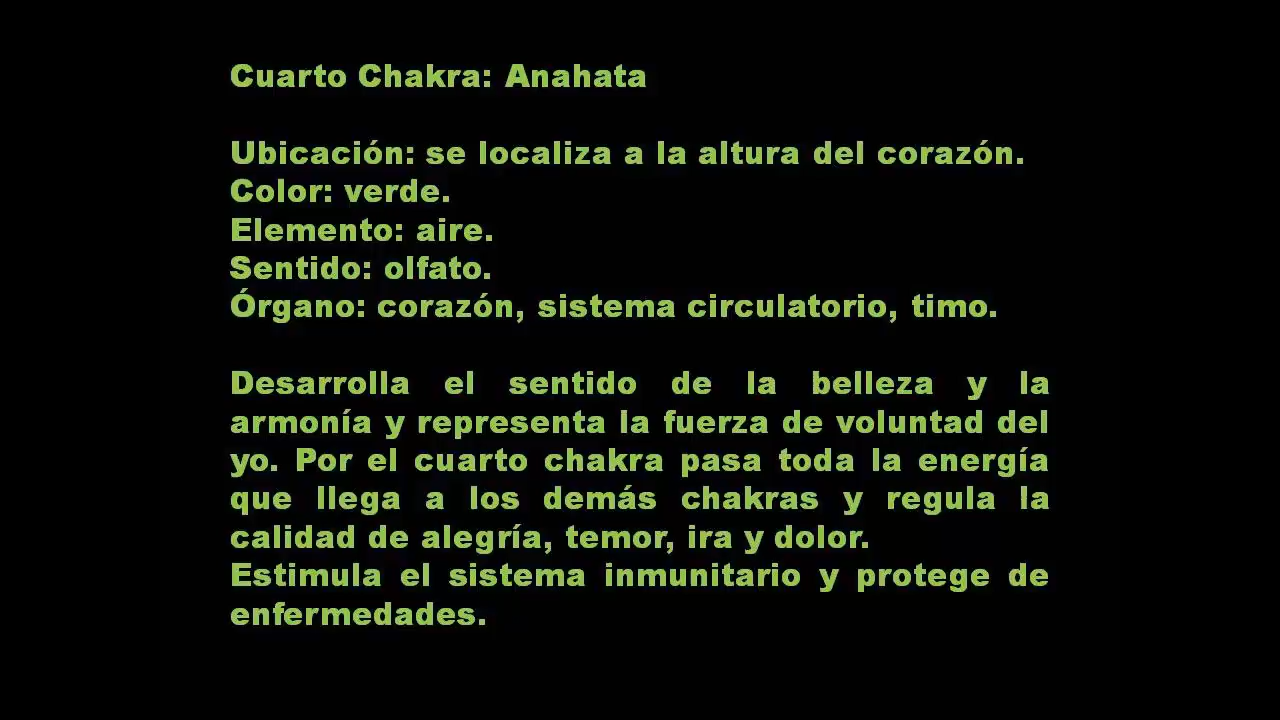 Cuarto Chakra: Anahata
Ubicación: se localiza a la altura del corazón.
Color: verde.
Elemento: aire.
Sentido: olfato.
Órgano: corazón, sistema circulatorio, timo.
Desarrolla el sentido de la belleza y la
armonía y representa la fuerza de voluntad del
yo. Por el cuarto chakra pasa toda la energía
que llega a los demás chakras y regula la
calidad de alegría, temor, ira y dolor.
Estimula el sistema inmunitario y protege de
enfermedades.